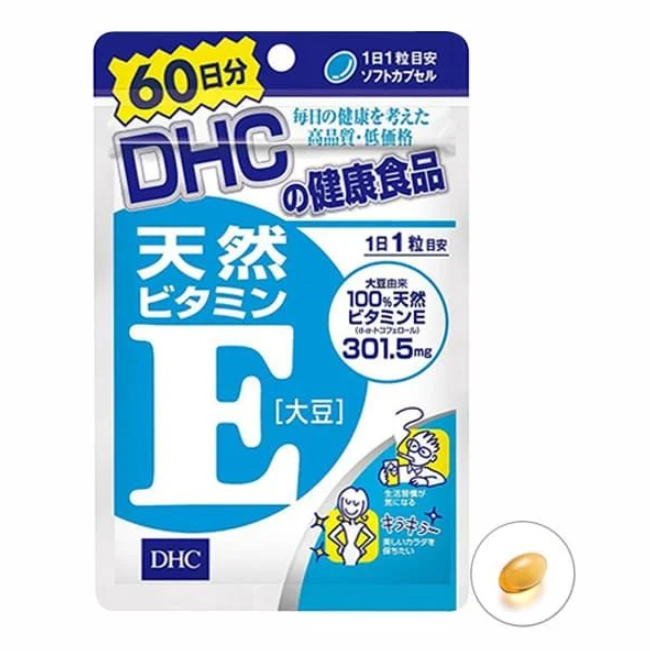 60日分
1日1粒目安
ソフトカプセル
毎日の健康を考えた
高品質・低価格
DHC
の健康食品
天然
ビタミン
E
[大豆]
1日1粒目安
大豆由来
100%天然
ビタミンE
(d-α-トコフェロール)
301.5mg
生活習慣が
気になる
キラキラ〜
美しいカラダを
保ちたい
DHC